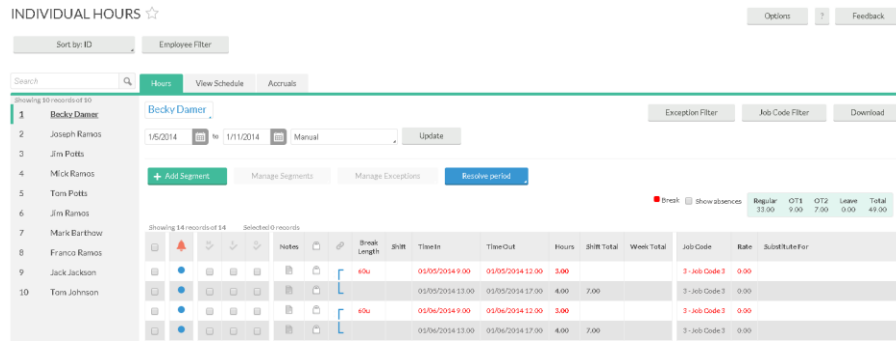 INDIVIDUAL HOURS
Options ? Feedback
Sort by: ID Employee Filter
Search Hours View Schedule Accruals
Showing 10 records of 10
1 Becky Damer
2 Joseph Ramos
3 Jim Potts
4 Mick Ramos
5 Tom Potts
6 Jim Ramos
7 Mark Barthow
8 Franco Ramos
9 Jack Jackson
10 Tom Johnson
Becky Damer Exception Filter Job Code Filter Download
1/5/2014 to 1/11/2014 Manual Update
+ Add Segment Manage Segments Manage Exceptions Resolve period
Break Show absences Regular OT1 OT2 Leave Total
33.00 9.00 7.00 0.00 49.00
Showing 14 records of 14 Selected 0 records
Notes Break Length Shift Time In Time Out Hours Shift Total Week Total Job Code Rate Substitute For
60u 01/05/2014 9:00 01/05/2014 12:00 3.00 3 - Job Code 3 0.00
01/05/2014 13:00 01/05/2014 17:00 4.00 7.00 3 - Job Code 3 0.00
60u 01/06/2014 9:00 01/06/2014 12:00 3.00 3 - Job Code 3 0.00
01/06/2014 13:00 01/06/2014 17:00 4.00 7.00 3 - Job Code 3 0.00